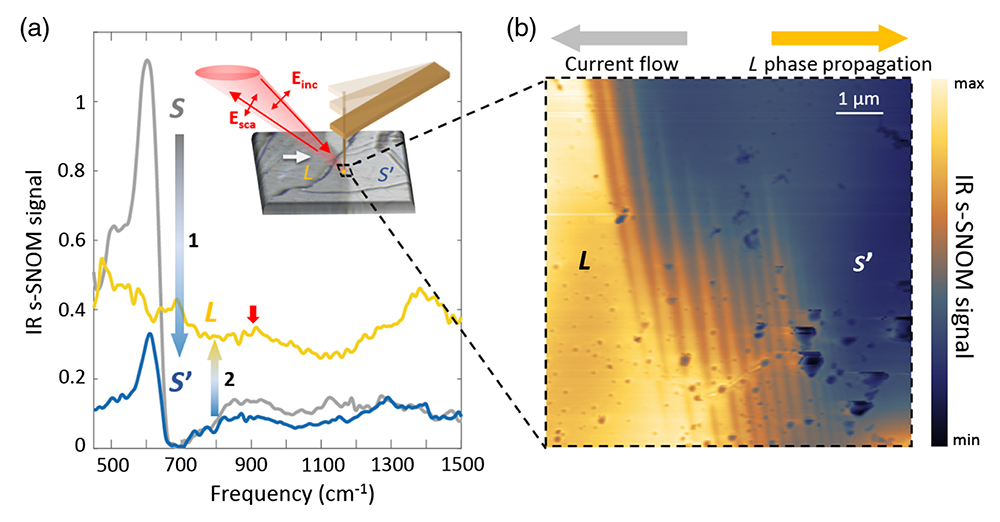 (a)
IR s-SNOM signal
1
0.8
0.6
0.4
0.2
0
500
700
900
1100
1300
1500
Frequency (cm⁻¹)
S
1
S'
L
2
E_inc
E_sca
L
S'
(b)
Current flow
L phase propagation
1 µm
L
S'
max
IR s-SNOM signal
min